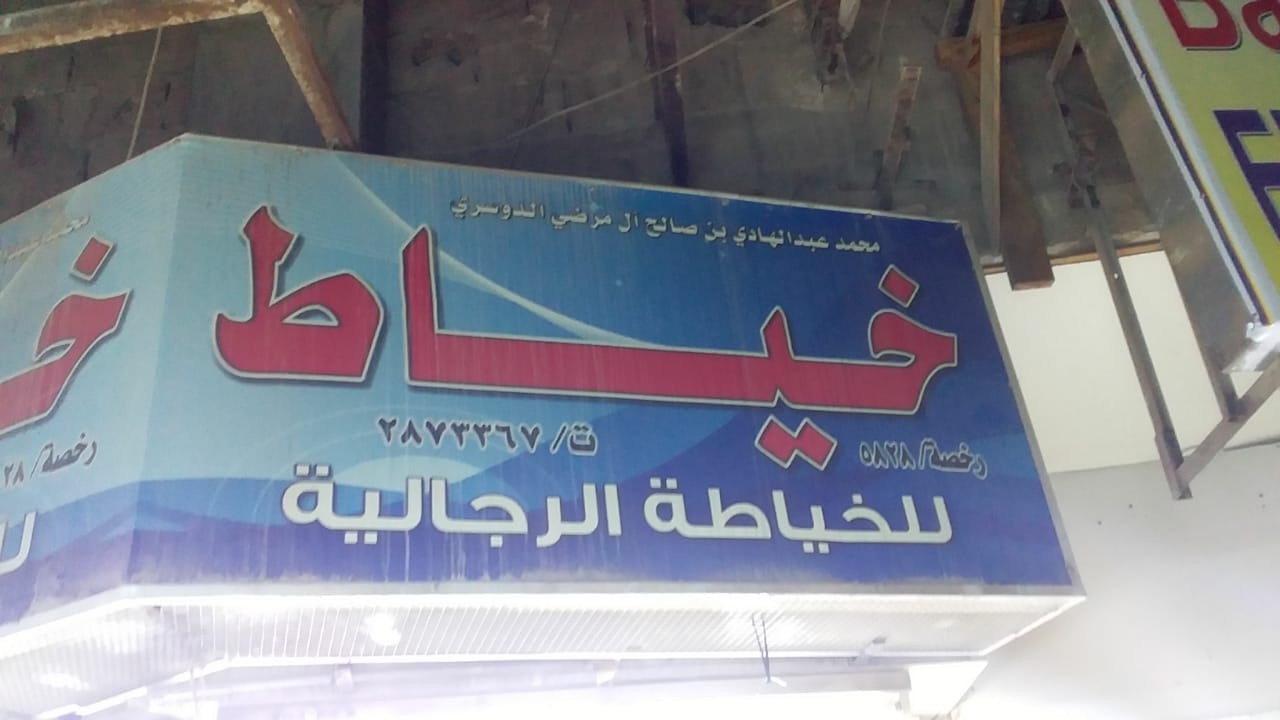 محمد عبدالهادي بن صالح آل مرضي الدوسري
خياط
ت/ ٢٨٧٣٣٦٧
رخصة/ ٥٨٢٨
للخياطة الرجالية